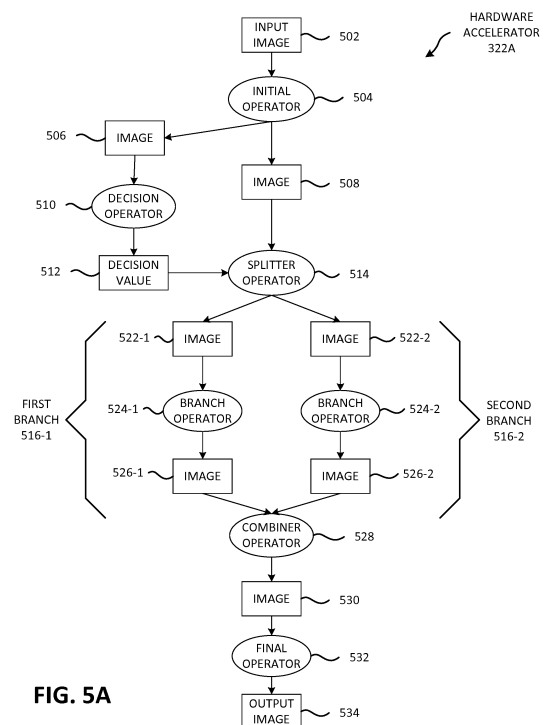 HARDWARE
ACCELERATOR
322A
INPUT
IMAGE
502
INITIAL
OPERATOR
504
506
IMAGE
IMAGE
508
510
DECISION
OPERATOR
512
DECISION
VALUE
SPLITTER
OPERATOR
514
522-1
IMAGE
IMAGE
522-2
FIRST
BRANCH
516-1
524-1
BRANCH
OPERATOR
BRANCH
OPERATOR
524-2
SECOND
BRANCH
516-2
526-1
IMAGE
IMAGE
526-2
COMBINER
OPERATOR
528
IMAGE
530
FINAL
OPERATOR
532
OUTPUT
IMAGE
534
FIG. 5A